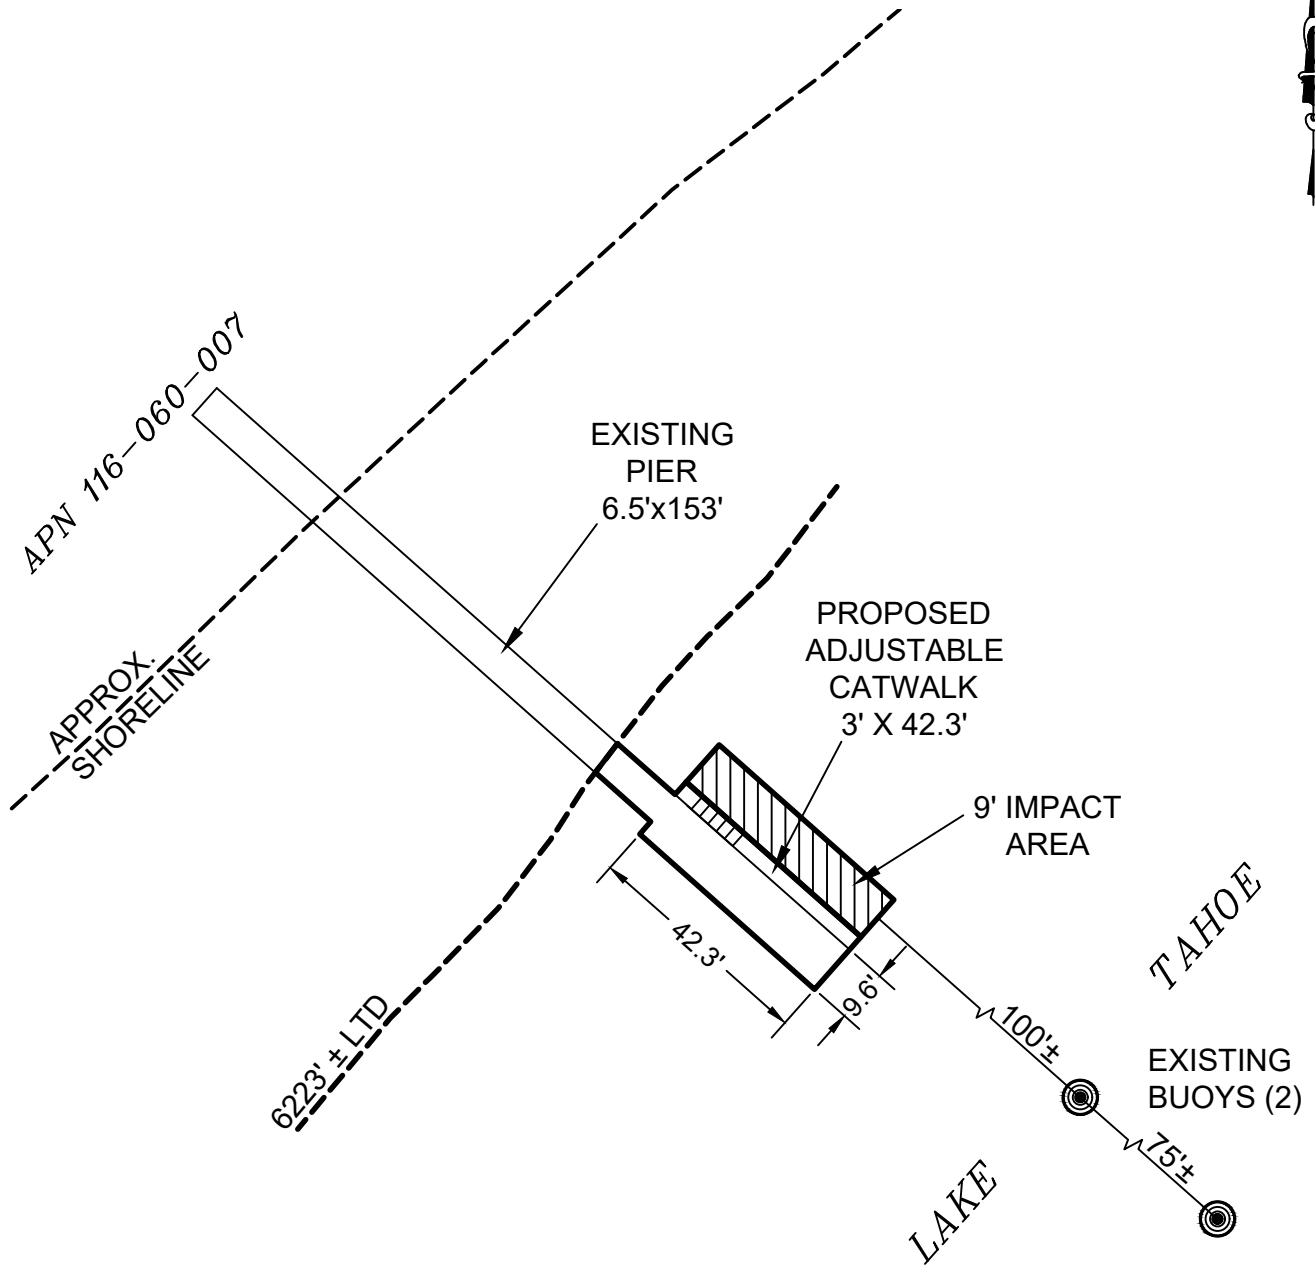 APN 116-060-007
EXISTING
PIER
6.5'x153'
APPROX.
SHORELINE
PROPOSED
ADJUSTABLE
CATWALK
3' X 42.3'
9' IMPACT
AREA
42.3'
9.6'
6223' ± LTD
100'±
EXISTING
BUOYS (2)
75'±
LAKE
TAHOE